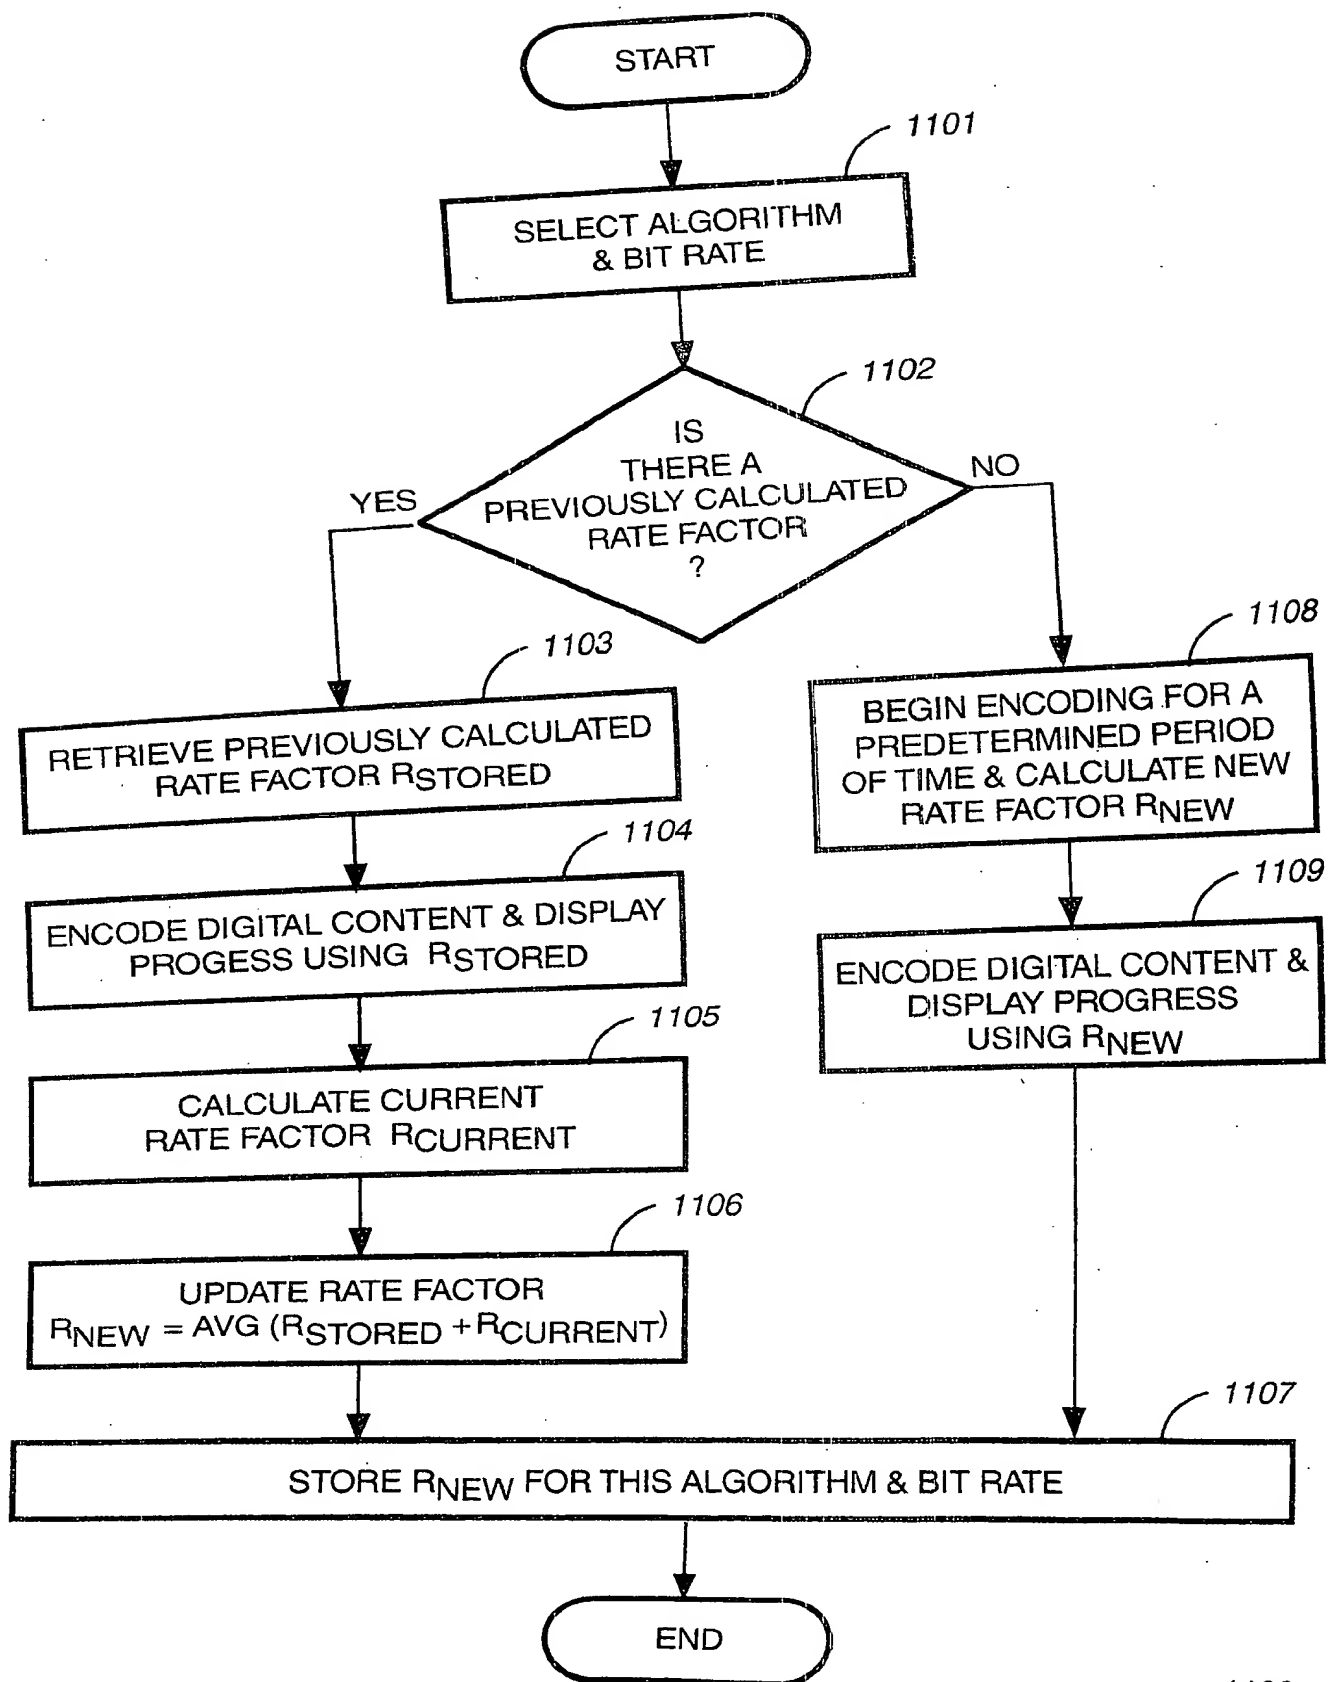 START
1101
SELECT ALGORITHM
& BIT RATE
1102
IS
THERE A
PREVIOUSLY CALCULATED
RATE FACTOR
?
YES
NO
1103
RETRIEVE PREVIOUSLY CALCULATED
RATE FACTOR RSTORED
1104
ENCODE DIGITAL CONTENT & DISPLAY
PROGESS USING RSTORED
1105
CALCULATE CURRENT
RATE FACTOR RCURRENT
1106
UPDATE RATE FACTOR
RNEW = AVG (RSTORED + RCURRENT)
1108
BEGIN ENCODING FOR A
PREDETERMINED PERIOD
OF TIME & CALCULATE NEW
RATE FACTOR RNEW
1109
ENCODE DIGITAL CONTENT &
DISPLAY PROGRESS
USING RNEW
1107
STORE RNEW FOR THIS ALGORITHM & BIT RATE
END